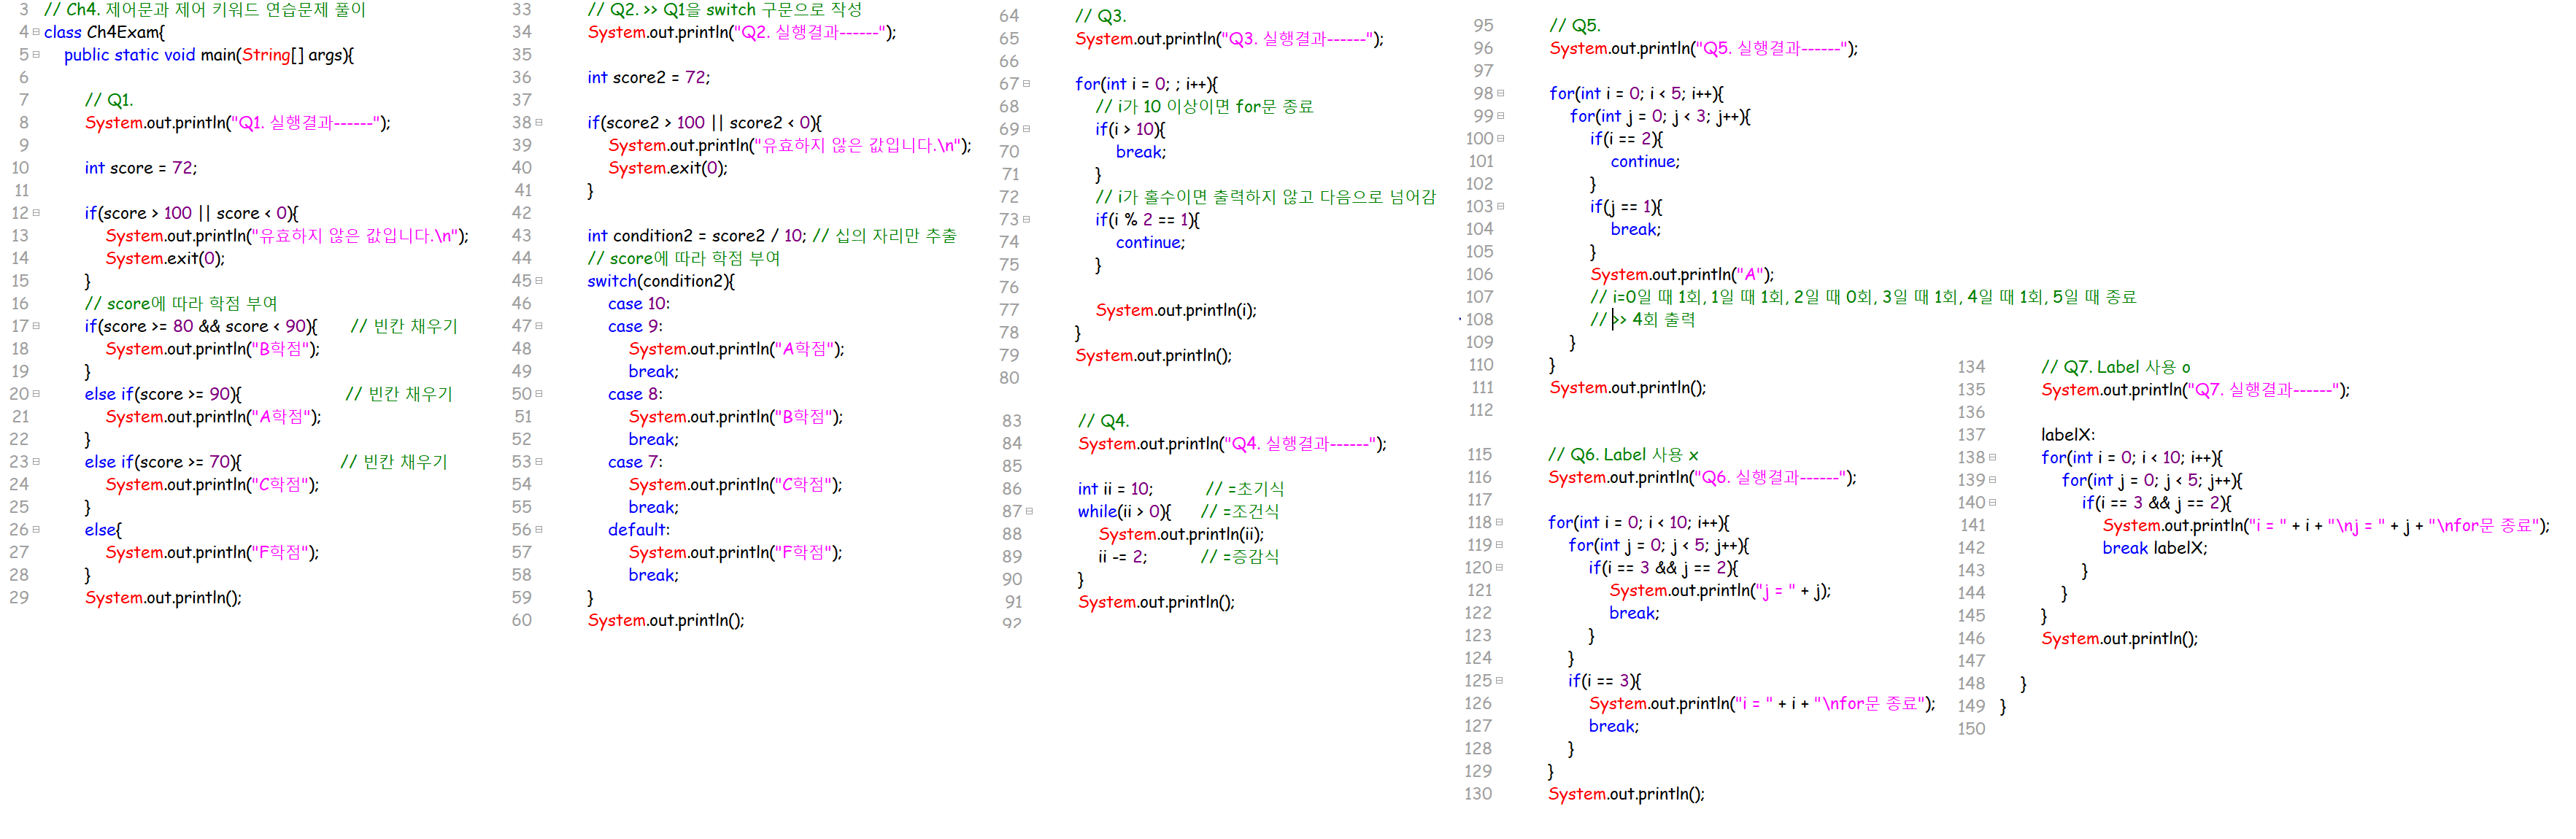 3 // Ch4. 제어문과 제어 키워드 연습문제 풀이
4 class Ch4Exam{
5 public static void main(String[] args){
6
7 // Q1.
8 System.out.println("Q1. 실행결과------");
9
10 int score = 72;
11
12 if(score > 100 || score < 0){
13 System.out.println("유효하지 않은 값입니다.\n");
14 System.exit(0);
15 }
16 // score에 따라 학점 부여
17 if(score >= 80 && score < 90){ // 빈칸 채우기
18 System.out.println("B학점");
19 }
20 else if(score >= 90){ // 빈칸 채우기
21 System.out.println("A학점");
22 }
23 else if(score >= 70){ // 빈칸 채우기
24 System.out.println("C학점");
25 }
26 else{
27 System.out.println("F학점");
28 }
29 System.out.println();
33 // Q2. >> Q1을 switch 구문으로 작성
34 System.out.println("Q2. 실행결과------");
35
36 int score2 = 72;
37
38 if(score2 > 100 || score2 < 0){
39 System.out.println("유효하지 않은 값입니다.\n");
40 System.exit(0);
41 }
42
43 int condition2 = score2 / 10; // 십의 자리만 추출
44 // score에 따라 학점 부여
45 switch(condition2){
46 case 10:
47 case 9:
48 System.out.println("A학점");
49 break;
50 case 8:
51 System.out.println("B학점");
52 break;
53 case 7:
54 System.out.println("C학점");
55 break;
56 default:
57 System.out.println("F학점");
58 break;
59 }
60 System.out.println();
64 // Q3.
65 System.out.println("Q3. 실행결과------");
66
67 for(int i = 0; ; i++){
68 // i가 10 이상이면 for문 종료
69 if(i > 10){
70 break;
71 }
72 // i가 홀수이면 출력하지 않고 다음으로 넘어감
73 if(i % 2 == 1){
74 continue;
75 }
76
77 System.out.println(i);
78 }
79 System.out.println();
80
83 // Q4.
84 System.out.println("Q4. 실행결과------");
85
86 int ii = 10; // =초기식
87 while(ii > 0){ // =조건식
88 System.out.println(ii);
89 ii -= 2; // =증감식
90 }
91 System.out.println();
92
95 // Q5.
96 System.out.println("Q5. 실행결과------");
97
98 for(int i = 0; i < 5; i++){
99 for(int j = 0; j < 3; j++){
100 if(i == 2){
101 continue;
102 }
103 if(j == 1){
104 break;
105 }
106 System.out.println("A");
107 // i=0일 때 1회, 1일 때 1회, 2일 때 0회, 3일 때 1회, 4일 때 1회, 5일 때 종료
108 // >> 4회 출력
109 }
110 }
111 System.out.println();
112
115 // Q6. Label 사용 x
116 System.out.println("Q6. 실행결과------");
117
118 for(int i = 0; i < 10; i++){
119 for(int j = 0; j < 5; j++){
120 if(i == 3 && j == 2){
121 System.out.println("j = " + j);
122 break;
123 }
124 }
125 if(i == 3){
126 System.out.println("i = " + i + "\nfor문 종료");
127 break;
128 }
129 }
130 System.out.println();
134 // Q7. Label 사용 o
135 System.out.println("Q7. 실행결과------");
136
137 labelX:
138 for(int i = 0; i < 10; i++){
139 for(int j = 0; j < 5; j++){
140 if(i == 3 && j == 2){
141 System.out.println("i = " + i + "\nj = " + j + "\nfor문 종료");
142 break labelX;
143 }
144 }
145 }
146 System.out.println();
147
148 }
149 }
150